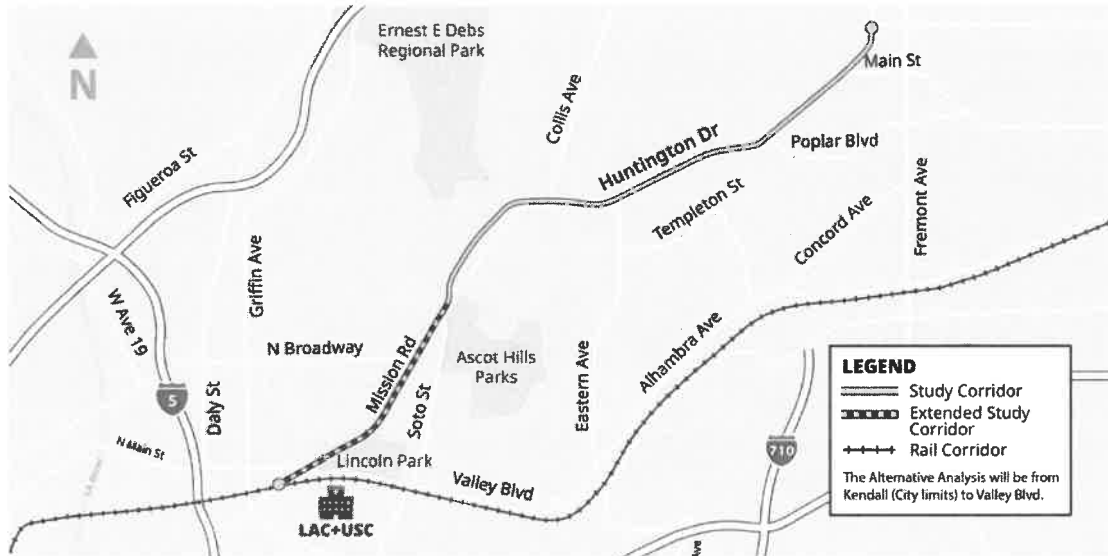 Ernest E Debs
Regional Park
N
Main St
Collis Ave
Huntington Dr
Poplar Blvd
Figueroa St
Templeton St
Concord Ave
Fremont Ave
Griffin Ave
W Ave 19
N Broadway
Mission Rd
Ascot Hills
Parks
Soto St
Eastern Ave
Alhambra Ave
5
Daly St
N Main St
Lincoln Park
Valley Blvd
LAC+USC
710
Ave
LEGEND
Study Corridor
Extended Study
Corridor
Rail Corridor
The Alternative Analysis will be from
Kendall (City limits) to Valley Blvd.